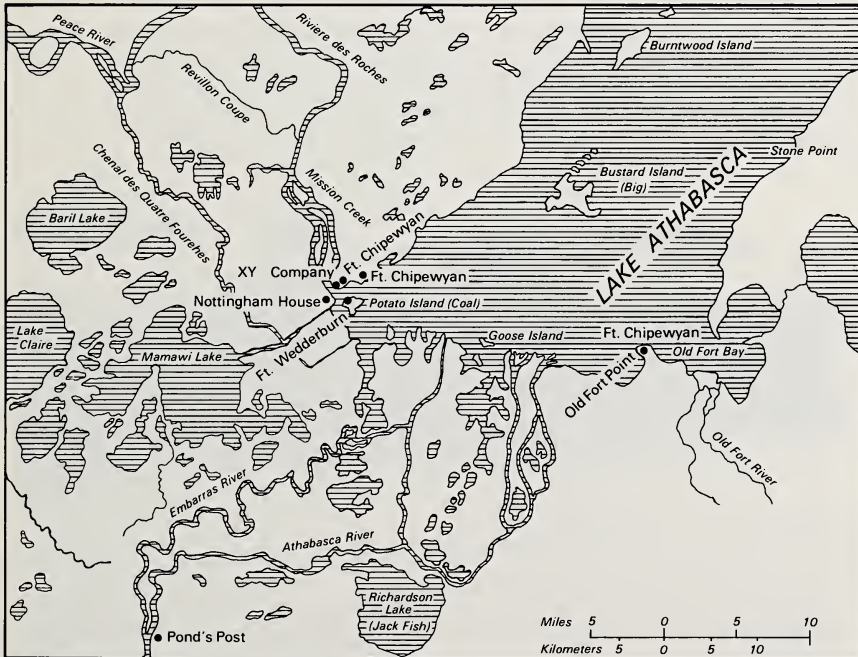 Peace River
Riviere des Roches
Burntwood Island
Revillon Coupe
Stone Point
Chenal des Quatre Fourehes
Mission Creek
Bustard Island
(Big)
LAKE ATHABASCA
Baril Lake
XY Company
Ft. Chipewyan
Ft. Chipewyan
Nottingham House
Potato Island (Coal)
Lake
Claire
Mamawi Lake
Ft. Wedderburn
Goose Island
Ft. Chipewyan
Old Fort Bay
Old Fort Point
Old Fort River
Embarras River
Athabasca River
Richardson
Lake
(Jack Fish)
Pond's Post
Miles 5 0 5 10
Kilometers 5 0 5 10